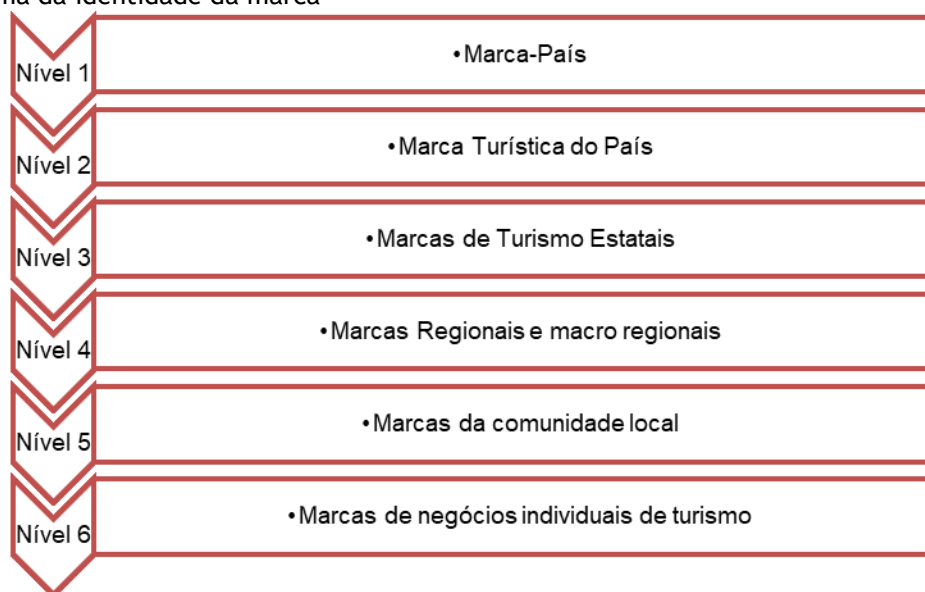 da identidade da marca
Nível 1
•Marca-País
Nível 2
•Marca Turística do País
Nível 3
•Marcas de Turismo Estatais
Nível 4
•Marcas Regionais e macro regionais
Nível 5
•Marcas da comunidade local
Nível 6
•Marcas de negócios individuais de turismo